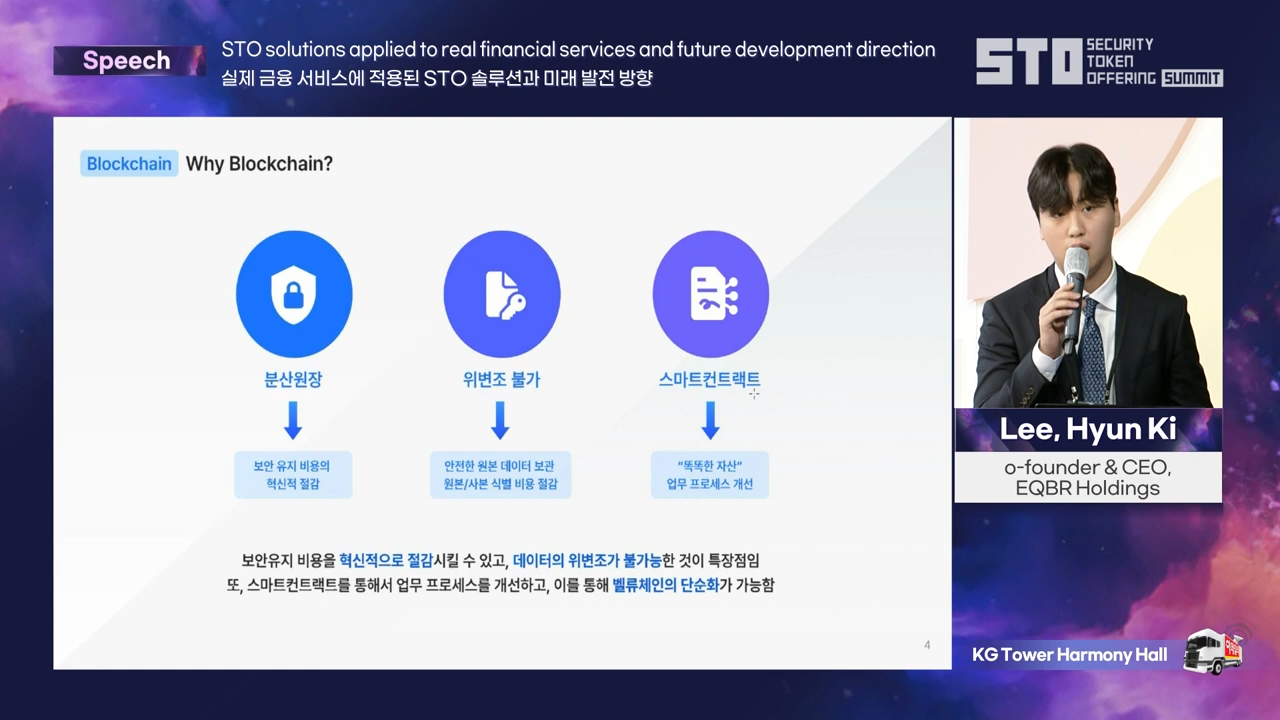 Speech
STO solutions applied to real financial services and future development direction
실제 금융 서비스에 적용된 STO 솔루션과 미래 발전 방향
STO
SECURITY
TOKEN
OFFERING SUMMIT
Blockchain Why Blockchain?
분산원장
위변조 불가
스마트컨트랙트
보안 유지 비용의
혁신적 절감
안전한 원본 데이터 보관
원본/사본 식별 비용 절감
“똑똑한 자산”
업무 프로세스 개선
보안유지 비용을 혁신적으로 절감시킬 수 있고, 데이터의 위변조가 불가능한 것이 특장점임
또, 스마트컨트랙트를 통해서 업무 프로세스를 개선하고, 이를 통해 벨류체인의 단순화가 가능함
4
Lee, Hyun Ki
o-founder & CEO,
EQBR Holdings
KG Tower Harmony Hall